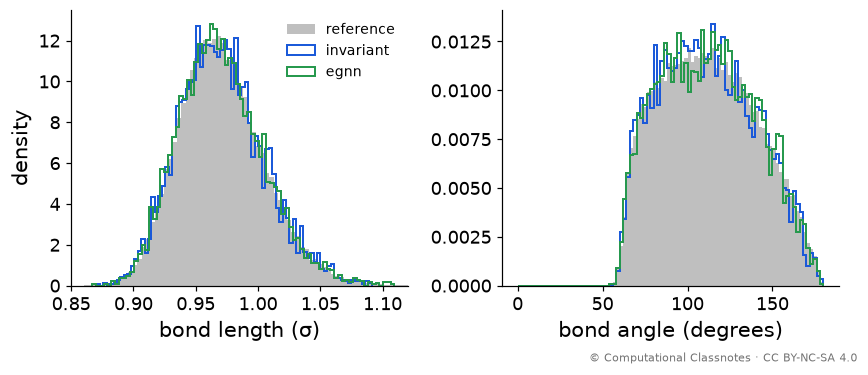 reference
invariant
egnn
density
12
10
8
6
4
2
0
0.85 0.90 0.95 1.00 1.05 1.10
bond length (σ)
0.0125
0.0100
0.0075
0.0050
0.0025
0.0000
0 50 100 150
bond angle (degrees)
© Computational Classnotes · CC BY-NC-SA 4.0